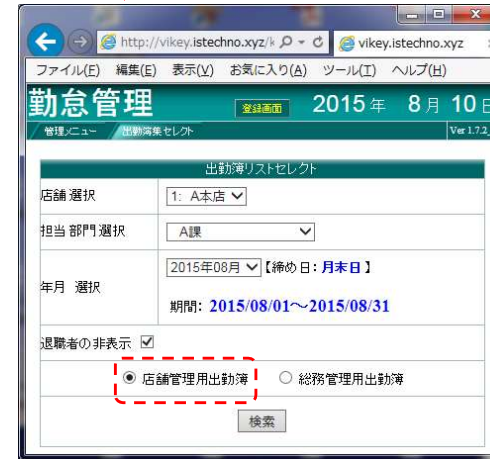 http://vikey.istechno.xyz/k
vikey.istechno.xyz
ファイル(F) 編集(E) 表示(V) お気に入り(A) ツール(T) ヘルプ(H)
勤怠管理 登録画面 2015年 8月 10日
管理メニュー 出勤簿集セレクト Ver 1.7.2
出勤簿リストセレクト
店舗 選択 1: A本店
担当 部門 選択 A課
2015年08月 【締め日：月末日】
年月 選択
期間： 2015/08/01～2015/08/31
退職者の非表示
店舗管理用出勤簿 総務管理用出勤簿
検索